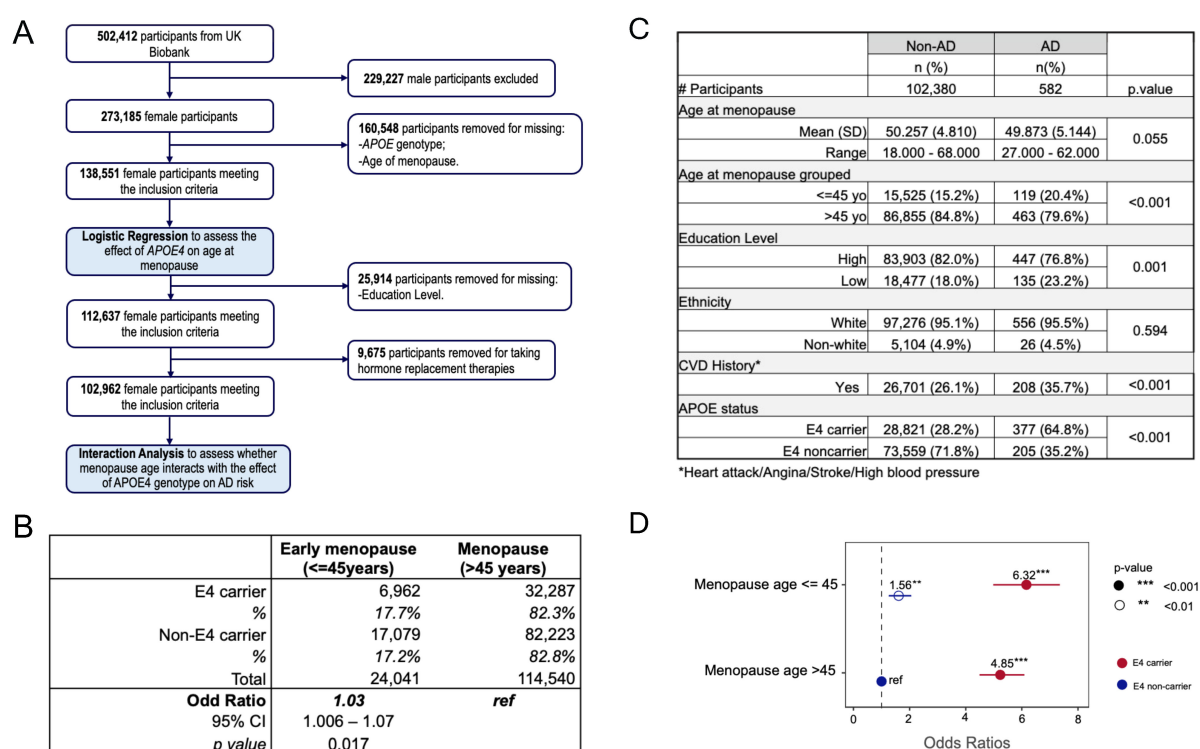 A
502,412 participants from UK
Biobank
229,227 male participants excluded
273,185 female participants
160,548 participants removed for missing:
-APOE genotype;
-Age of menopause.
138,551 female participants meeting
the inclusion criteria
Logistic Regression to assess the
effect of APOE4 on age at
menopause
25,914 participants removed for missing:
-Education Level.
112,637 female participants meeting
the inclusion criteria
9,675 participants removed for taking
hormone replacement therapies
102,962 female participants meeting
the inclusion criteria
Interaction Analysis to assess whether
menopause age interacts with the effect
of APOE4 genotype on AD risk
B
Early menopause Menopause
(<=45years) (>45 years)
E4 carrier 6,962 32,287
% 17.7% 82.3%
Non-E4 carrier 17,079 82,223
% 17.2% 82.8%
Total 24,041 114,540
Odd Ratio 1.03 ref
95% CI 1.006 – 1.07
p value 0.017
C
Non-AD AD
n (%) n(%)
# Participants 102,380 582 p.value
Age at menopause
Mean (SD) 50.257 (4.810) 49.873 (5.144) 0.055
Range 18.000 - 68.000 27.000 - 62.000
Age at menopause grouped
<=45 yo 15,525 (15.2%) 119 (20.4%) <0.001
>45 yo 86,855 (84.8%) 463 (79.6%)
Education Level
High 83,903 (82.0%) 447 (76.8%) 0.001
Low 18,477 (18.0%) 135 (23.2%)
Ethnicity
White 97,276 (95.1%) 556 (95.5%) 0.594
Non-white 5,104 (4.9%) 26 (4.5%)
CVD History*
Yes 26,701 (26.1%) 208 (35.7%) <0.001
APOE status
E4 carrier 28,821 (28.2%) 377 (64.8%) <0.001
E4 noncarrier 73,559 (71.8%) 205 (35.2%)
*Heart attack/Angina/Stroke/High blood pressure
D
Menopause age <= 45 1.56** 6.32***
Menopause age >45 ref 4.85***
0 2 4 6 8
Odds Ratios
p-value
*** <0.001
** <0.01
E4 carrier
E4 non-carrier